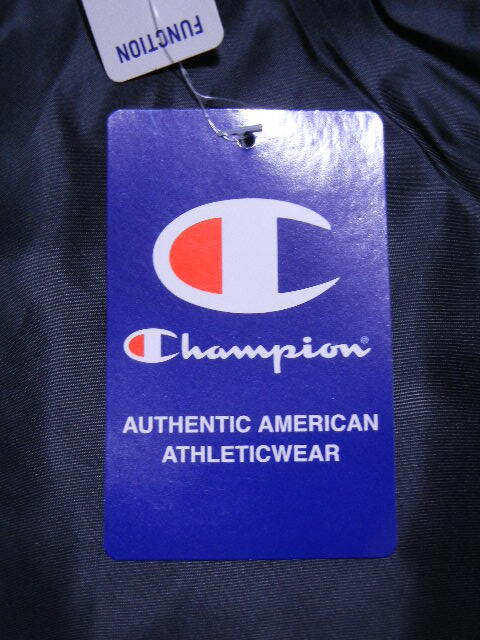 FUNCTION
Champion®
AUTHENTIC AMERICAN
ATHLETICWEAR